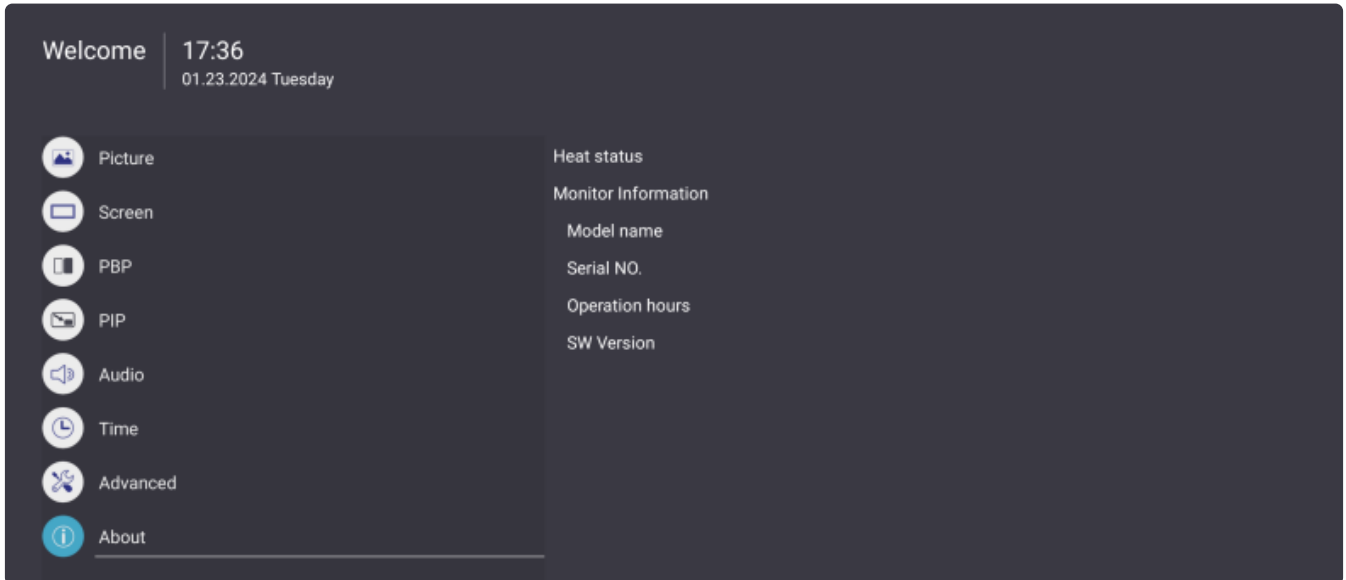 Welcome
17:36
01.23.2024 Tuesday
Picture
Screen
PBP
PIP
Audio
Time
Advanced
About
Heat status
Monitor Information
Model name
Serial NO.
Operation hours
SW Version